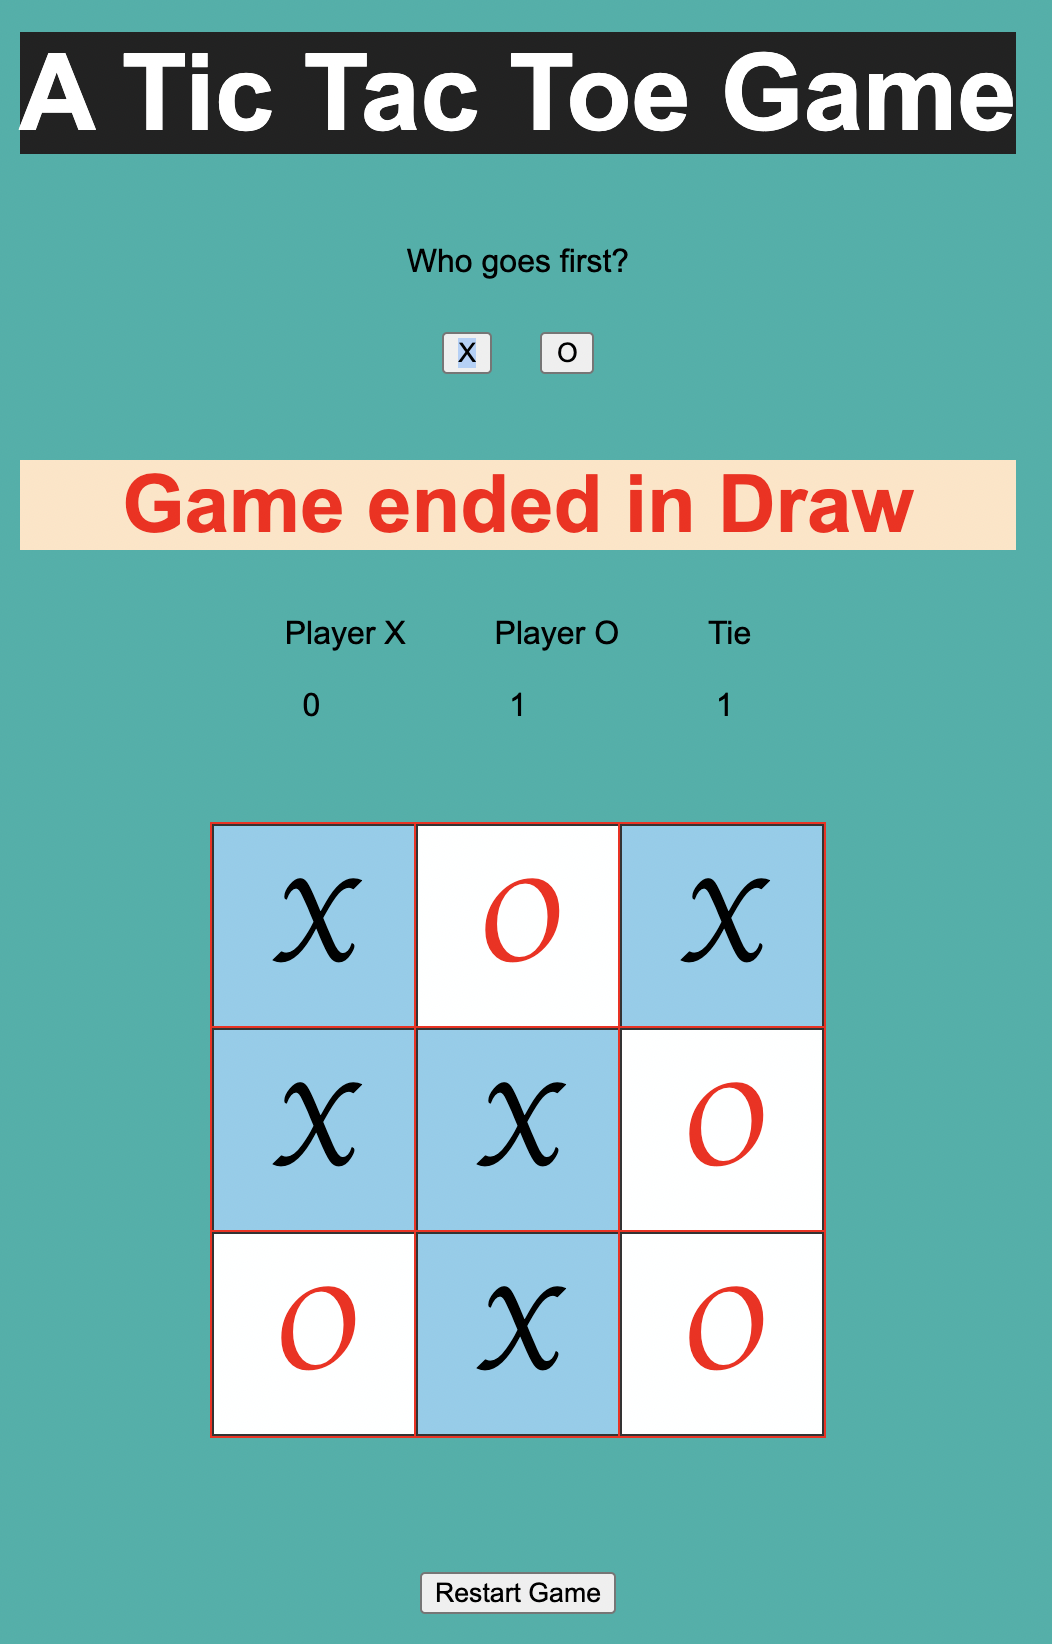 A Tic Tac Toe Game
Who goes first?
X O
Game ended in Draw
Player X Player O Tie
0 1 1
X O X
X X O
O X O
Restart Game